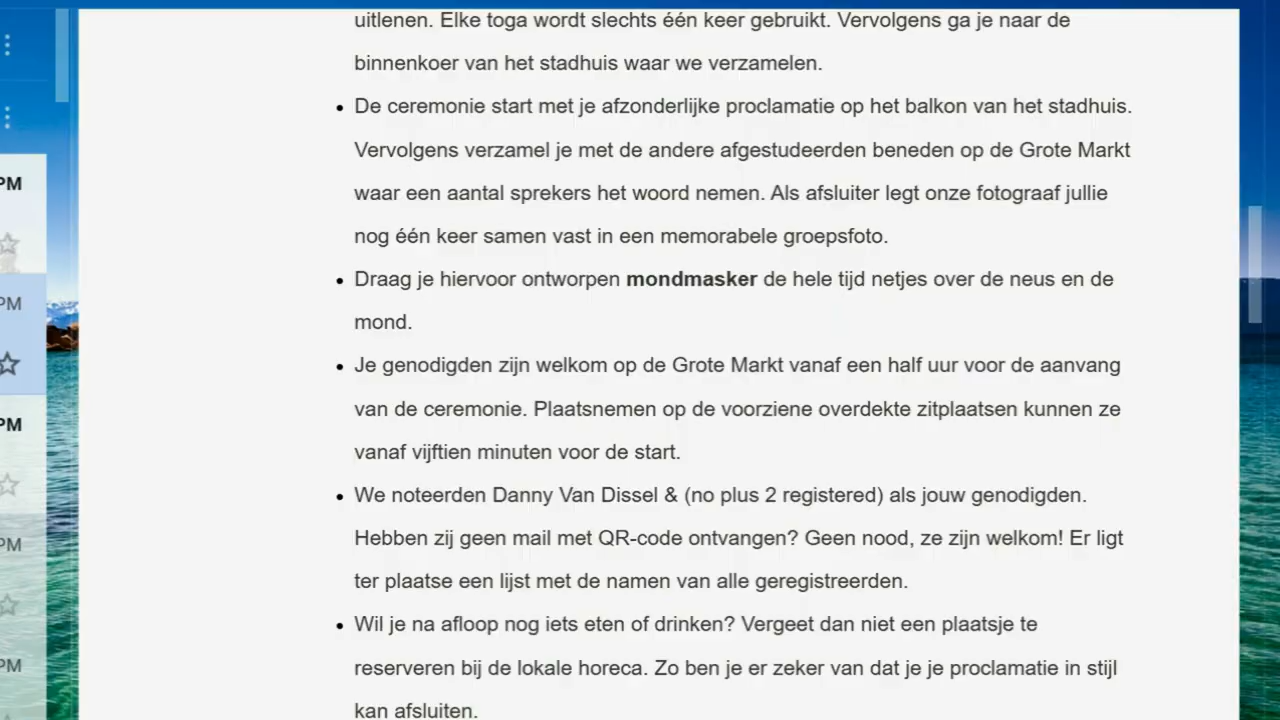 uitlenen. Elke toga wordt slechts één keer gebruikt. Vervolgens ga je naar de
binnenkoer van het stadhuis waar we verzamelen.
• De ceremonie start met je afzonderlijke proclamatie op het balkon van het stadhuis.
Vervolgens verzamel je met de andere afgestudeerden beneden op de Grote Markt
waar een aantal sprekers het woord nemen. Als afsluiter legt onze fotograaf jullie
nog één keer samen vast in een memorabele groepsfoto.
• Draag je hiervoor ontworpen mondmasker de hele tijd netjes over de neus en de
mond.
• Je genodigden zijn welkom op de Grote Markt vanaf een half uur voor de aanvang
van de ceremonie. Plaatsnemen op de voorziene overdekte zitplaatsen kunnen ze
vanaf vijftien minuten voor de start.
• We noteerden Danny Van Dissel & (no plus 2 registered) als jouw genodigden.
Hebben zij geen mail met QR-code ontvangen? Geen nood, ze zijn welkom! Er ligt
ter plaatse een lijst met de namen van alle geregistreerden.
• Wil je na afloop nog iets eten of drinken? Vergeet dan niet een plaatsje te
reserveren bij de lokale horeca. Zo ben je er zeker van dat je je proclamatie in stijl
kan afsluiten.
PM
PM
PM
PM
PM